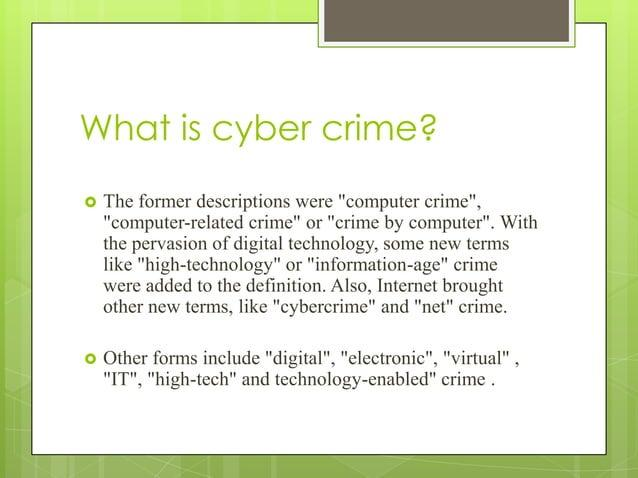 What is cyber crime?
The former descriptions were "computer crime",
"computer-related crime" or "crime by computer". With
the pervasion of digital technology, some new terms
like "high-technology" or "information-age" crime
were added to the definition. Also, Internet brought
other new terms, like "cybercrime" and "net" crime.
Other forms include "digital", "electronic", "virtual" ,
"IT", "high-tech" and technology-enabled" crime .